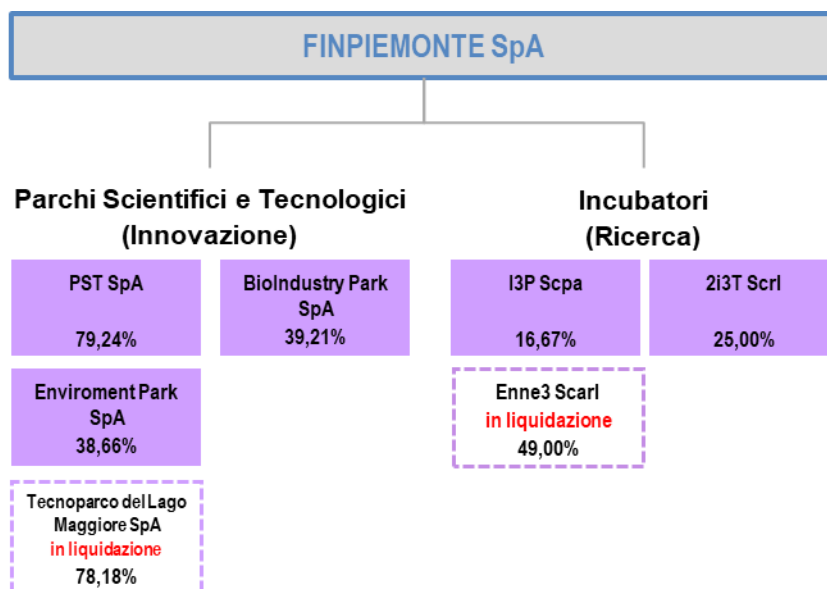 FINPIEMONTE SpA
Parchi Scientifici e Tecnologici
(Innovazione)
PST SpA
79,24%
BioIndustry Park
SpA
39,21%
Enviroment Park
SpA
38,66%
Tecnoparco del Lago
Maggiore SpA
in liquidazione
78,18%
Incubatori
(Ricerca)
I3P Scpa
16,67%
2i3T Scrl
25,00%
Enne3 Scarl
in liquidazione
49,00%